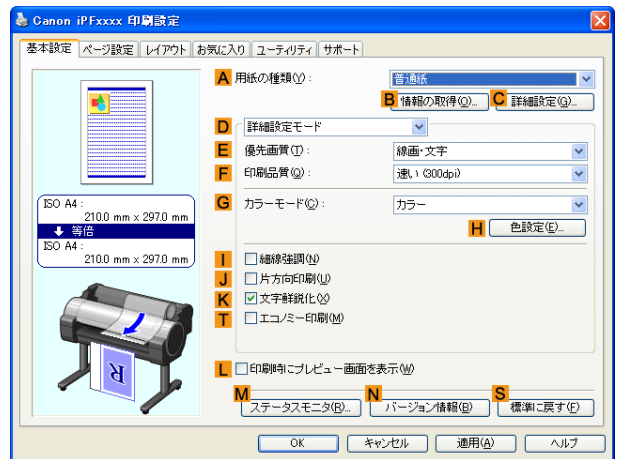 Canon iPFxxxx 印刷設定
基本設定 ページ設定 レイアウト お気に入り ユーティリティ サポート
A 用紙の種類(Y): 普通紙
B 情報の取得(O)... C 詳細設定(G)...
D 詳細設定モード
E 優先画質(T): 線画・文字
F 印刷品質(Q): 速い (300dpi)
G カラーモード(C): カラー
H 色設定(E)...
ISO A4 :
210.0 mm x 297.0 mm
等倍
ISO A4 :
210.0 mm x 297.0 mm
I 細線強調(N)
J 片方向印刷(U)
K 文字鮮鋭化(X)
T エコノミー印刷(M)
L 印刷時にプレビュー画面を表示(W)
M ステータスモニタ(R)... N バージョン情報(B) S 標準に戻す(F)
OK キャンセル 適用(A) ヘルプ
R